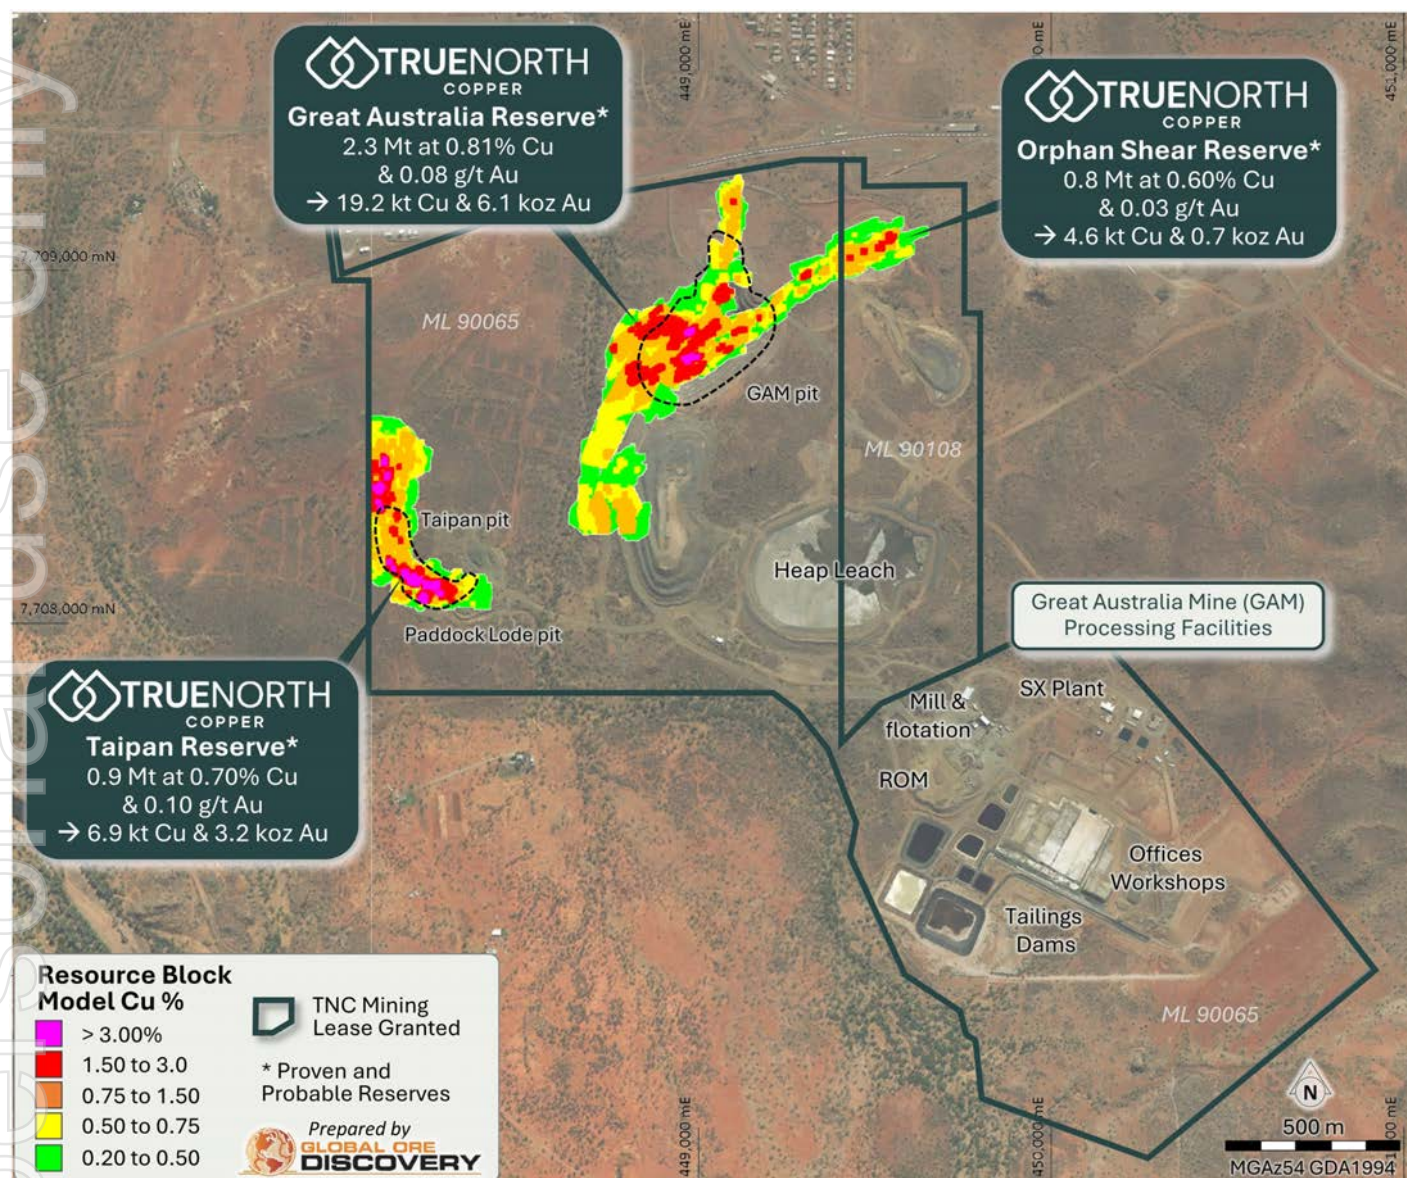 TRUENORTH
COPPER
Great Australia Reserve*
2.3 Mt at 0.81% Cu
& 0.08 g/t Au
→ 19.2 kt Cu & 6.1 koz Au
449,000 mE
451,000 mE
TRUENORTH
COPPER
Orphan Shear Reserve*
0.8 Mt at 0.60% Cu
& 0.03 g/t Au
→ 4.6 kt Cu & 0.7 koz Au
7,709,000 mN
ML 90065
GAM pit
ML 90108
Taipan pit
Heap Leach
7,708,000 mN
Paddock Lode pit
Great Australia Mine (GAM)
Processing Facilities
TRUENORTH
COPPER
Taipan Reserve*
0.9 Mt at 0.70% Cu
& 0.10 g/t Au
→ 6.9 kt Cu & 3.2 koz Au
SX Plant
Mill &
flotation
ROM
Offices
Workshops
Tailings
Dams
ML 90065
Resource Block
Model Cu %
> 3.00%
1.50 to 3.0
0.75 to 1.50
0.50 to 0.75
0.20 to 0.50
TNC Mining
Lease Granted
* Proven and
Probable Reserves
Prepared by
GLOBAL ORE
DISCOVERY
449,000 mE
450,000 mE
N
500 m
MGAz54 GDA1994